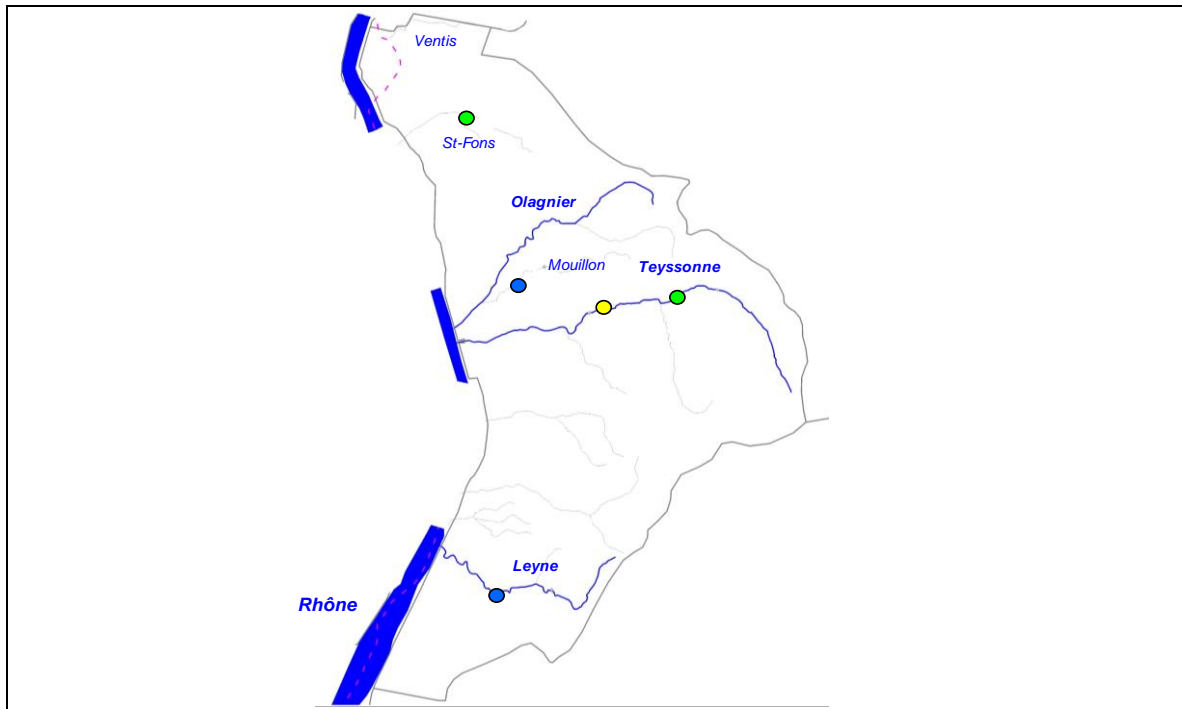 Ventis
St-Fons
Olagnier
Mouillon
Teyssonne
Leyne
Rhône